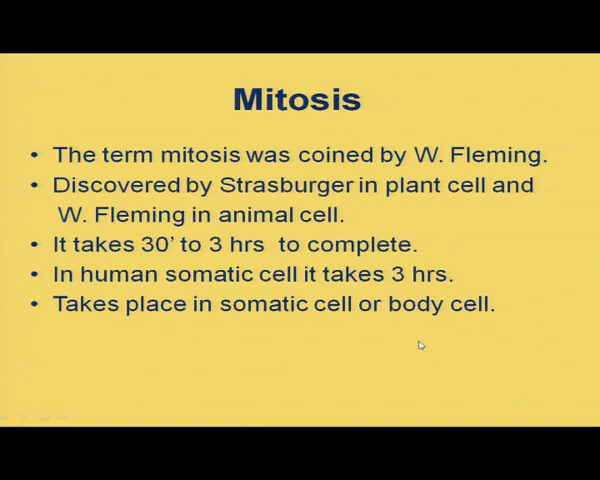 Mitosis
• The term mitosis was coined by W. Fleming.
• Discovered by Strasburger in plant cell and
W. Fleming in animal cell.
• It takes 30’ to 3 hrs to complete.
• In human somatic cell it takes 3 hrs.
• Takes place in somatic cell or body cell.